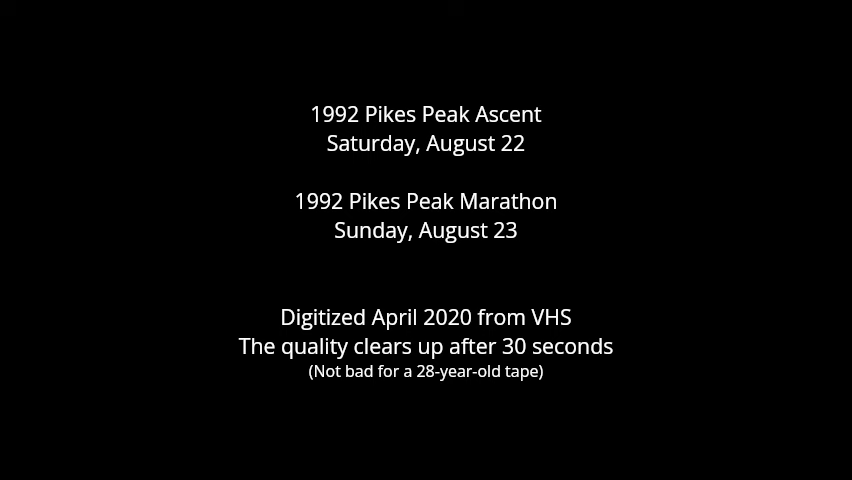 1992 Pikes Peak Ascent
Saturday, August 22
1992 Pikes Peak Marathon
Sunday, August 23
Digitized April 2020 from VHS
The quality clears up after 30 seconds
(Not bad for a 28-year-old tape)